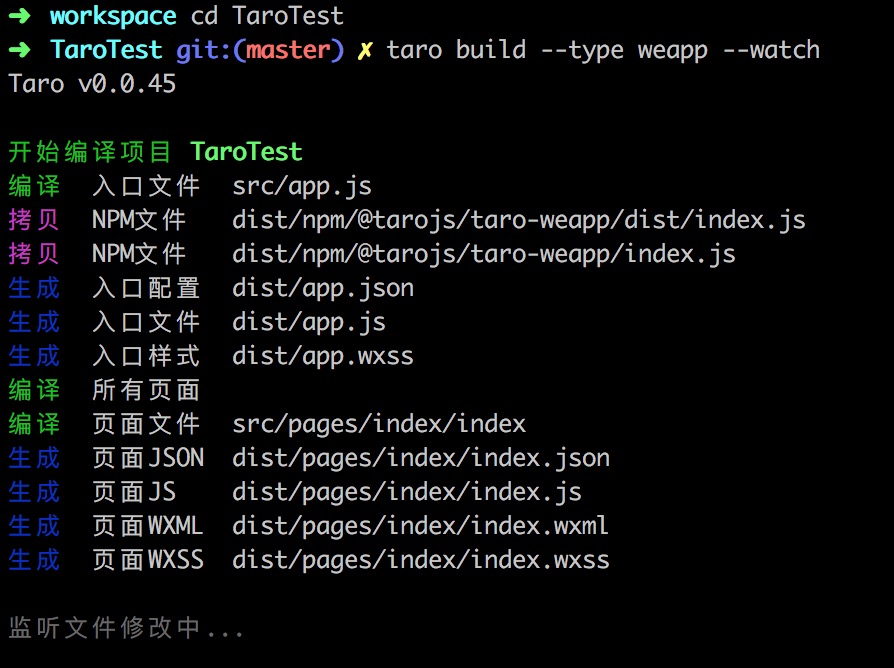 ➜ workspace cd TaroTest
➜ TaroTest git:(master) ✗ taro build --type weapp --watch
Taro v0.0.45
开始编译项目 TaroTest
编译 入口文件 src/app.js
拷贝 NPM文件 dist/npm/@tarojs/taro-weapp/dist/index.js
拷贝 NPM文件 dist/npm/@tarojs/taro-weapp/index.js
生成 入口配置 dist/app.json
生成 入口文件 dist/app.js
生成 入口样式 dist/app.wxss
编译 所有页面
编译 页面文件 src/pages/index/index
生成 页面JSON dist/pages/index/index.json
生成 页面JS dist/pages/index/index.js
生成 页面WXML dist/pages/index/index.wxml
生成 页面WXSS dist/pages/index/index.wxss
监听文件修改中...